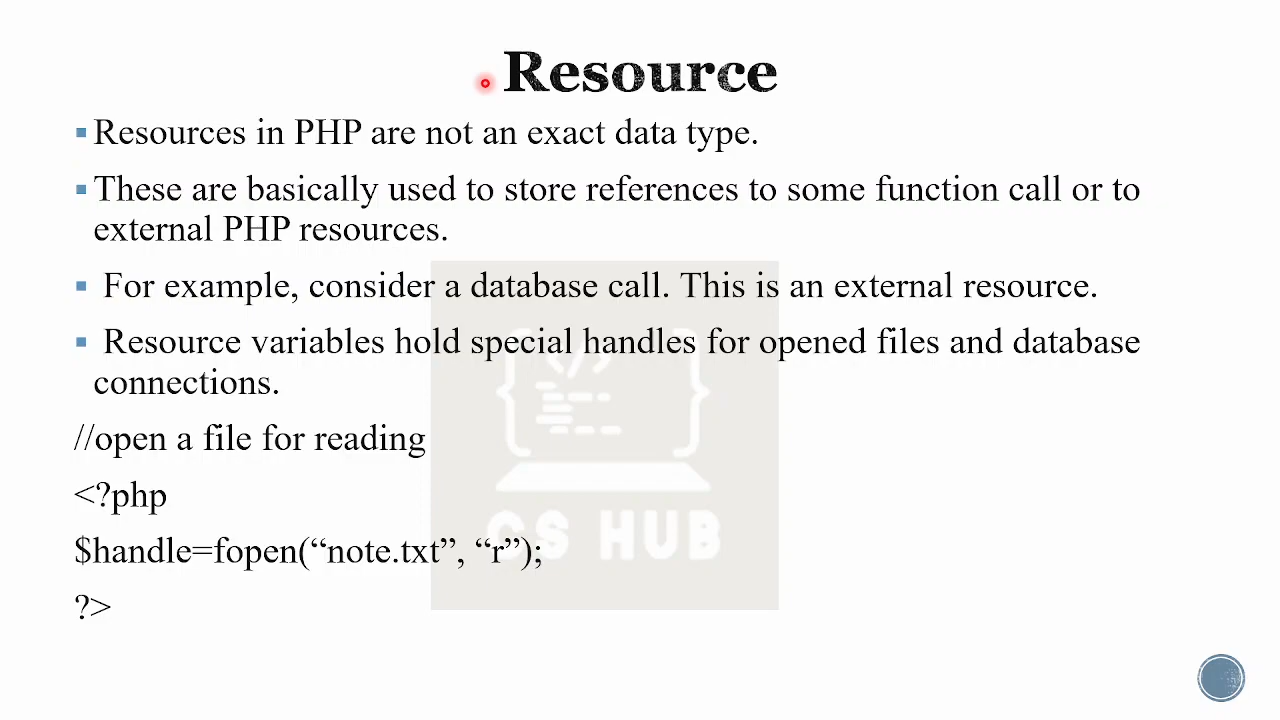 Resource
Resources in PHP are not an exact data type.
These are basically used to store references to some function call or to
external PHP resources.
For example, consider a database call. This is an external resource.
Resource variables hold special handles for opened files and database
connections.
//open a file for reading
<?php
$handle=fopen(“note.txt”, “r”);
?>
CS HUB